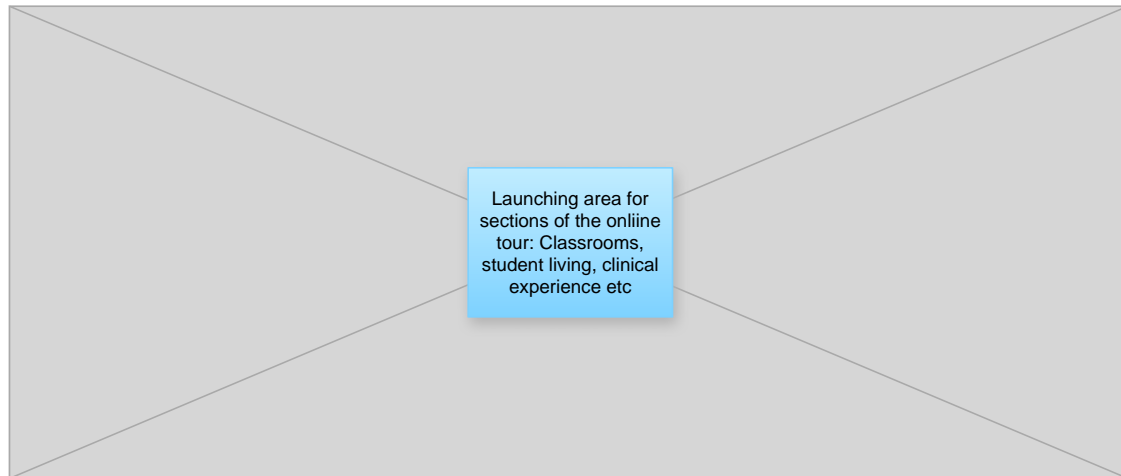 Launching area for
sections of the onliine
tour: Classrooms,
student living, clinical
experience etc